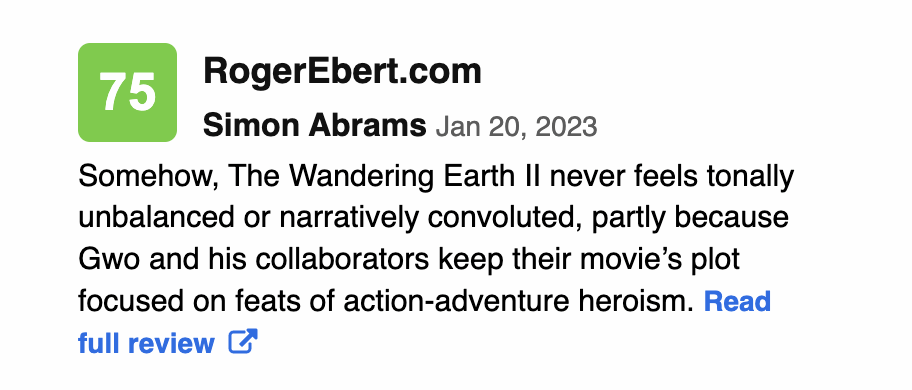 75
RogerEbert.com
Simon Abrams Jan 20, 2023
Somehow, The Wandering Earth II never feels tonally
unbalanced or narratively convoluted, partly because
Gwo and his collaborators keep their movie’s plot
focused on feats of action-adventure heroism. Read
full review